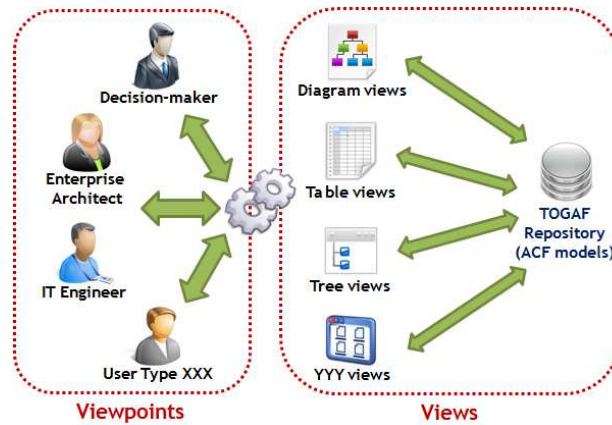 Decision-maker
Enterprise
Architect
IT Engineer
User Type XXX
Viewpoints
Diagram views
Table views
Tree views
YYY views
TOGAF
Repository
(ACF models)
Views